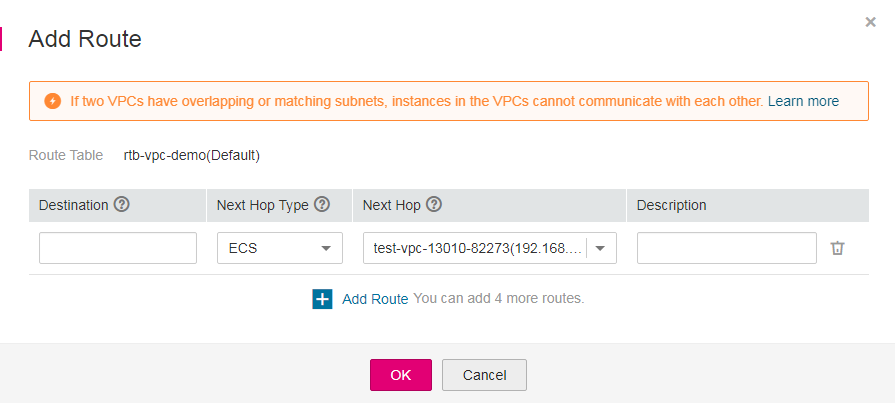 Add Route
If two VPCs have overlapping or matching subnets, instances in the VPCs cannot communicate with each other. Learn more
Route Table rtb-vpc-demo(Default)
Destination ? Next Hop Type ? Next Hop ? Description
ECS test-vpc-13010-82273(192.168....
Add Route You can add 4 more routes.
OK Cancel